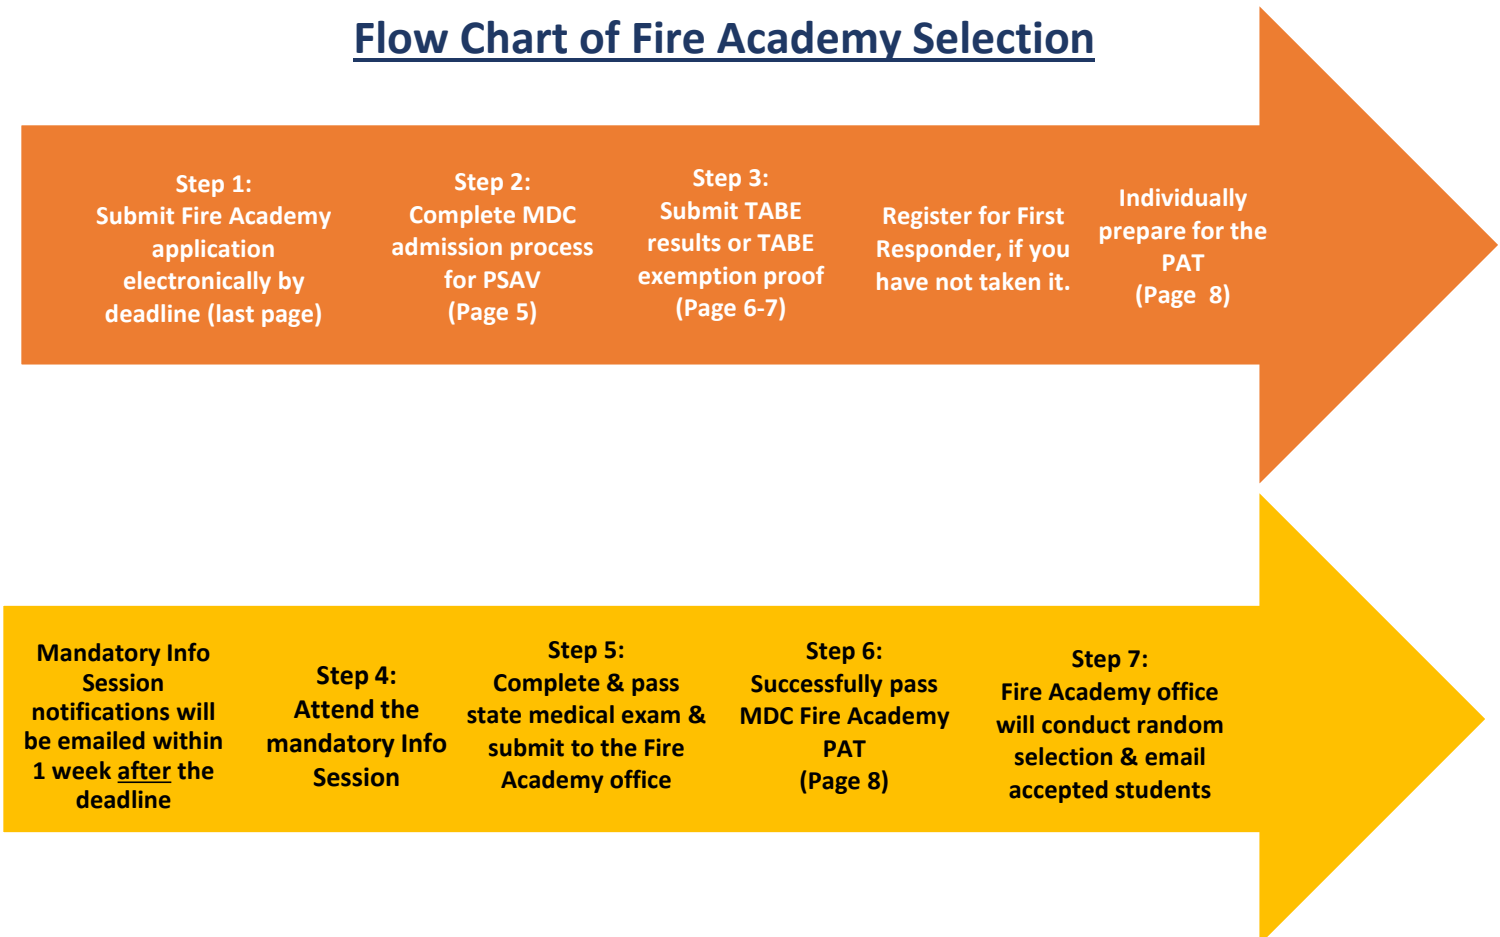 Flow Chart of Fire Academy Selection
Step 1:
Submit Fire Academy
application
electronically by
deadline (last page)
Step 2:
Complete MDC
admission process
for PSAV
(Page 5)
Step 3:
Submit TABE
results or TABE
exemption proof
(Page 6-7)
Register for First
Responder, if you
have not taken it.
Individually
prepare for the
PAT
(Page  8)
Mandatory Info
Session
notifications will
be emailed within
1 week after the
deadline
Step 4:
Attend the
mandatory Info
Session
Step 5:
Complete & pass
state medical exam &
submit to the Fire
Academy office
Step 6:
Successfully pass
MDC Fire Academy
PAT
(Page 8)
Step 7:
Fire Academy office
will conduct random
selection & email
accepted students